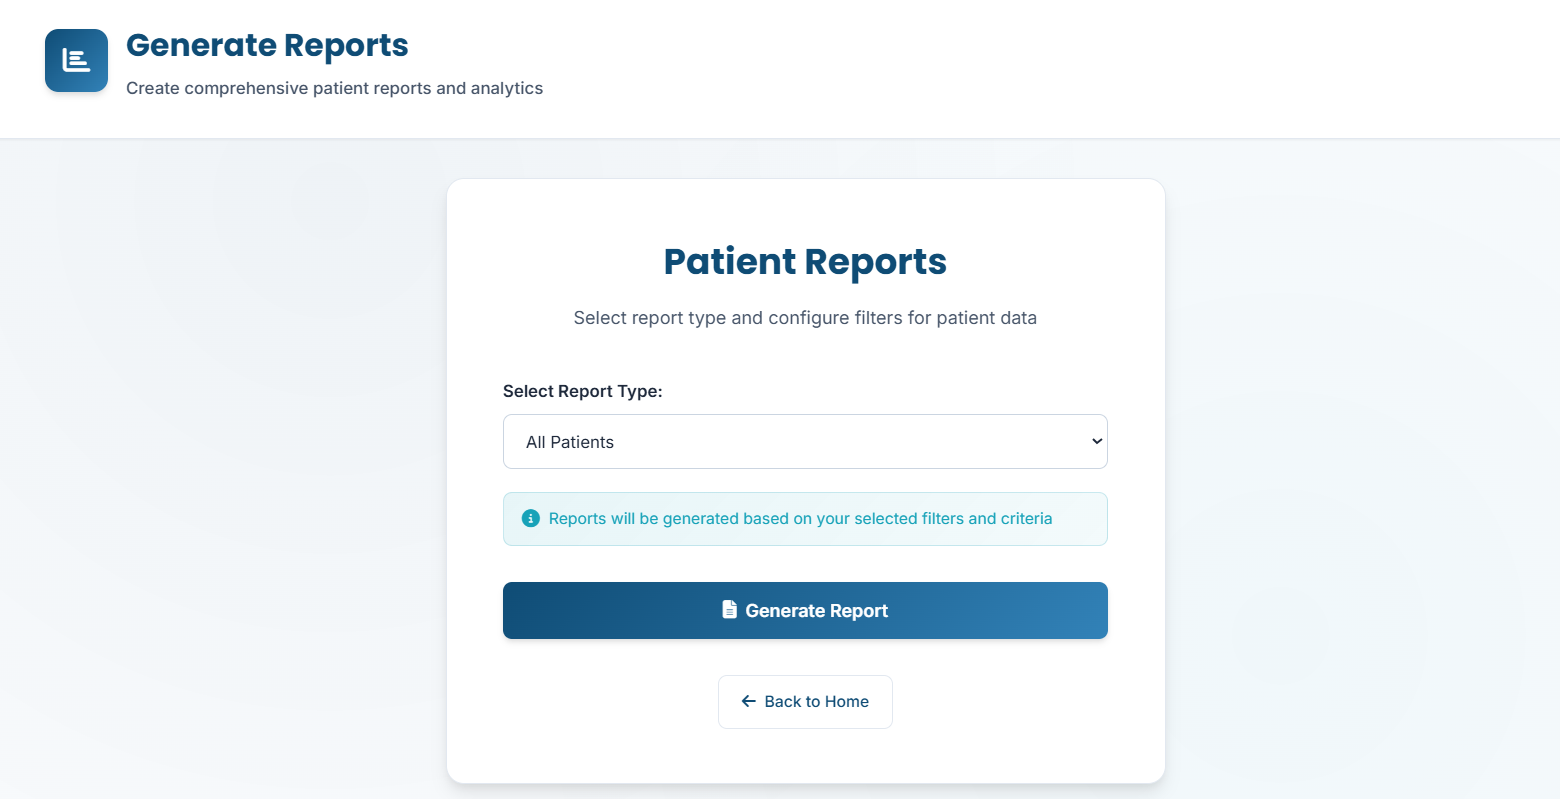 Generate Reports
Create comprehensive patient reports and analytics
Patient Reports
Select report type and configure filters for patient data
Select Report Type:
All Patients
Reports will be generated based on your selected filters and criteria
Generate Report
Back to Home